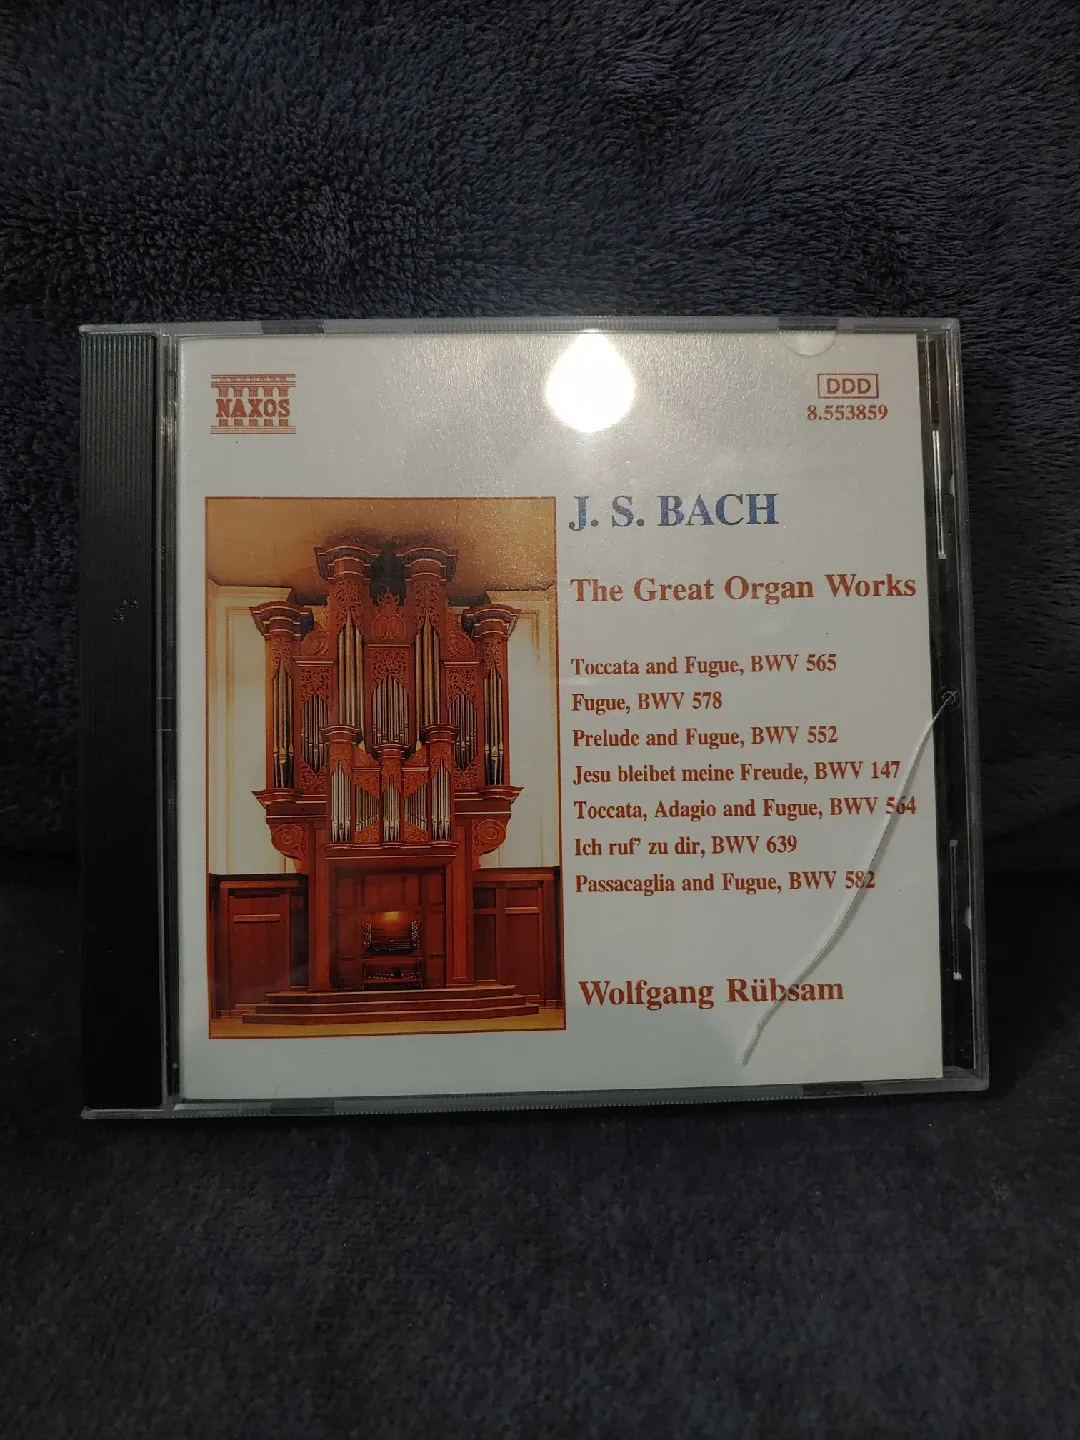 NAXOS
DDD
8.553859
J. S. BACH
The Great Organ Works
Toccata and Fugue, BWV 565
Fugue, BWV 578
Prelude and Fugue, BWV 552
Jesu bleibet meine Freude, BWV 147
Toccata, Adagio and Fugue, BWV 564
Ich ruf' zu dir, BWV 639
Passacaglia and Fugue, BWV 582
Wolfgang Rübsam